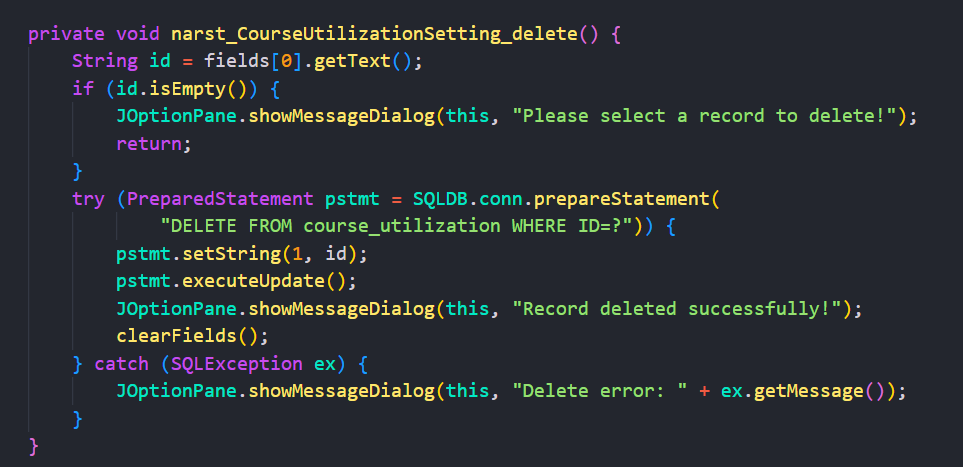 private void narst_CourseUtilizationSetting_delete() {
    String id = fields[0].getText();
    if (id.isEmpty()) {
        JOptionPane.showMessageDialog(this, "Please select a record to delete!");
        return;
    }
    try (PreparedStatement pstmt = SQLDB.conn.prepareStatement(
            "DELETE FROM course_utilization WHERE ID=?")) {
        pstmt.setString(1, id);
        pstmt.executeUpdate();
        JOptionPane.showMessageDialog(this, "Record deleted successfully!");
        clearFields();
    } catch (SQLException ex) {
        JOptionPane.showMessageDialog(this, "Delete error: " + ex.getMessage());
    }
}